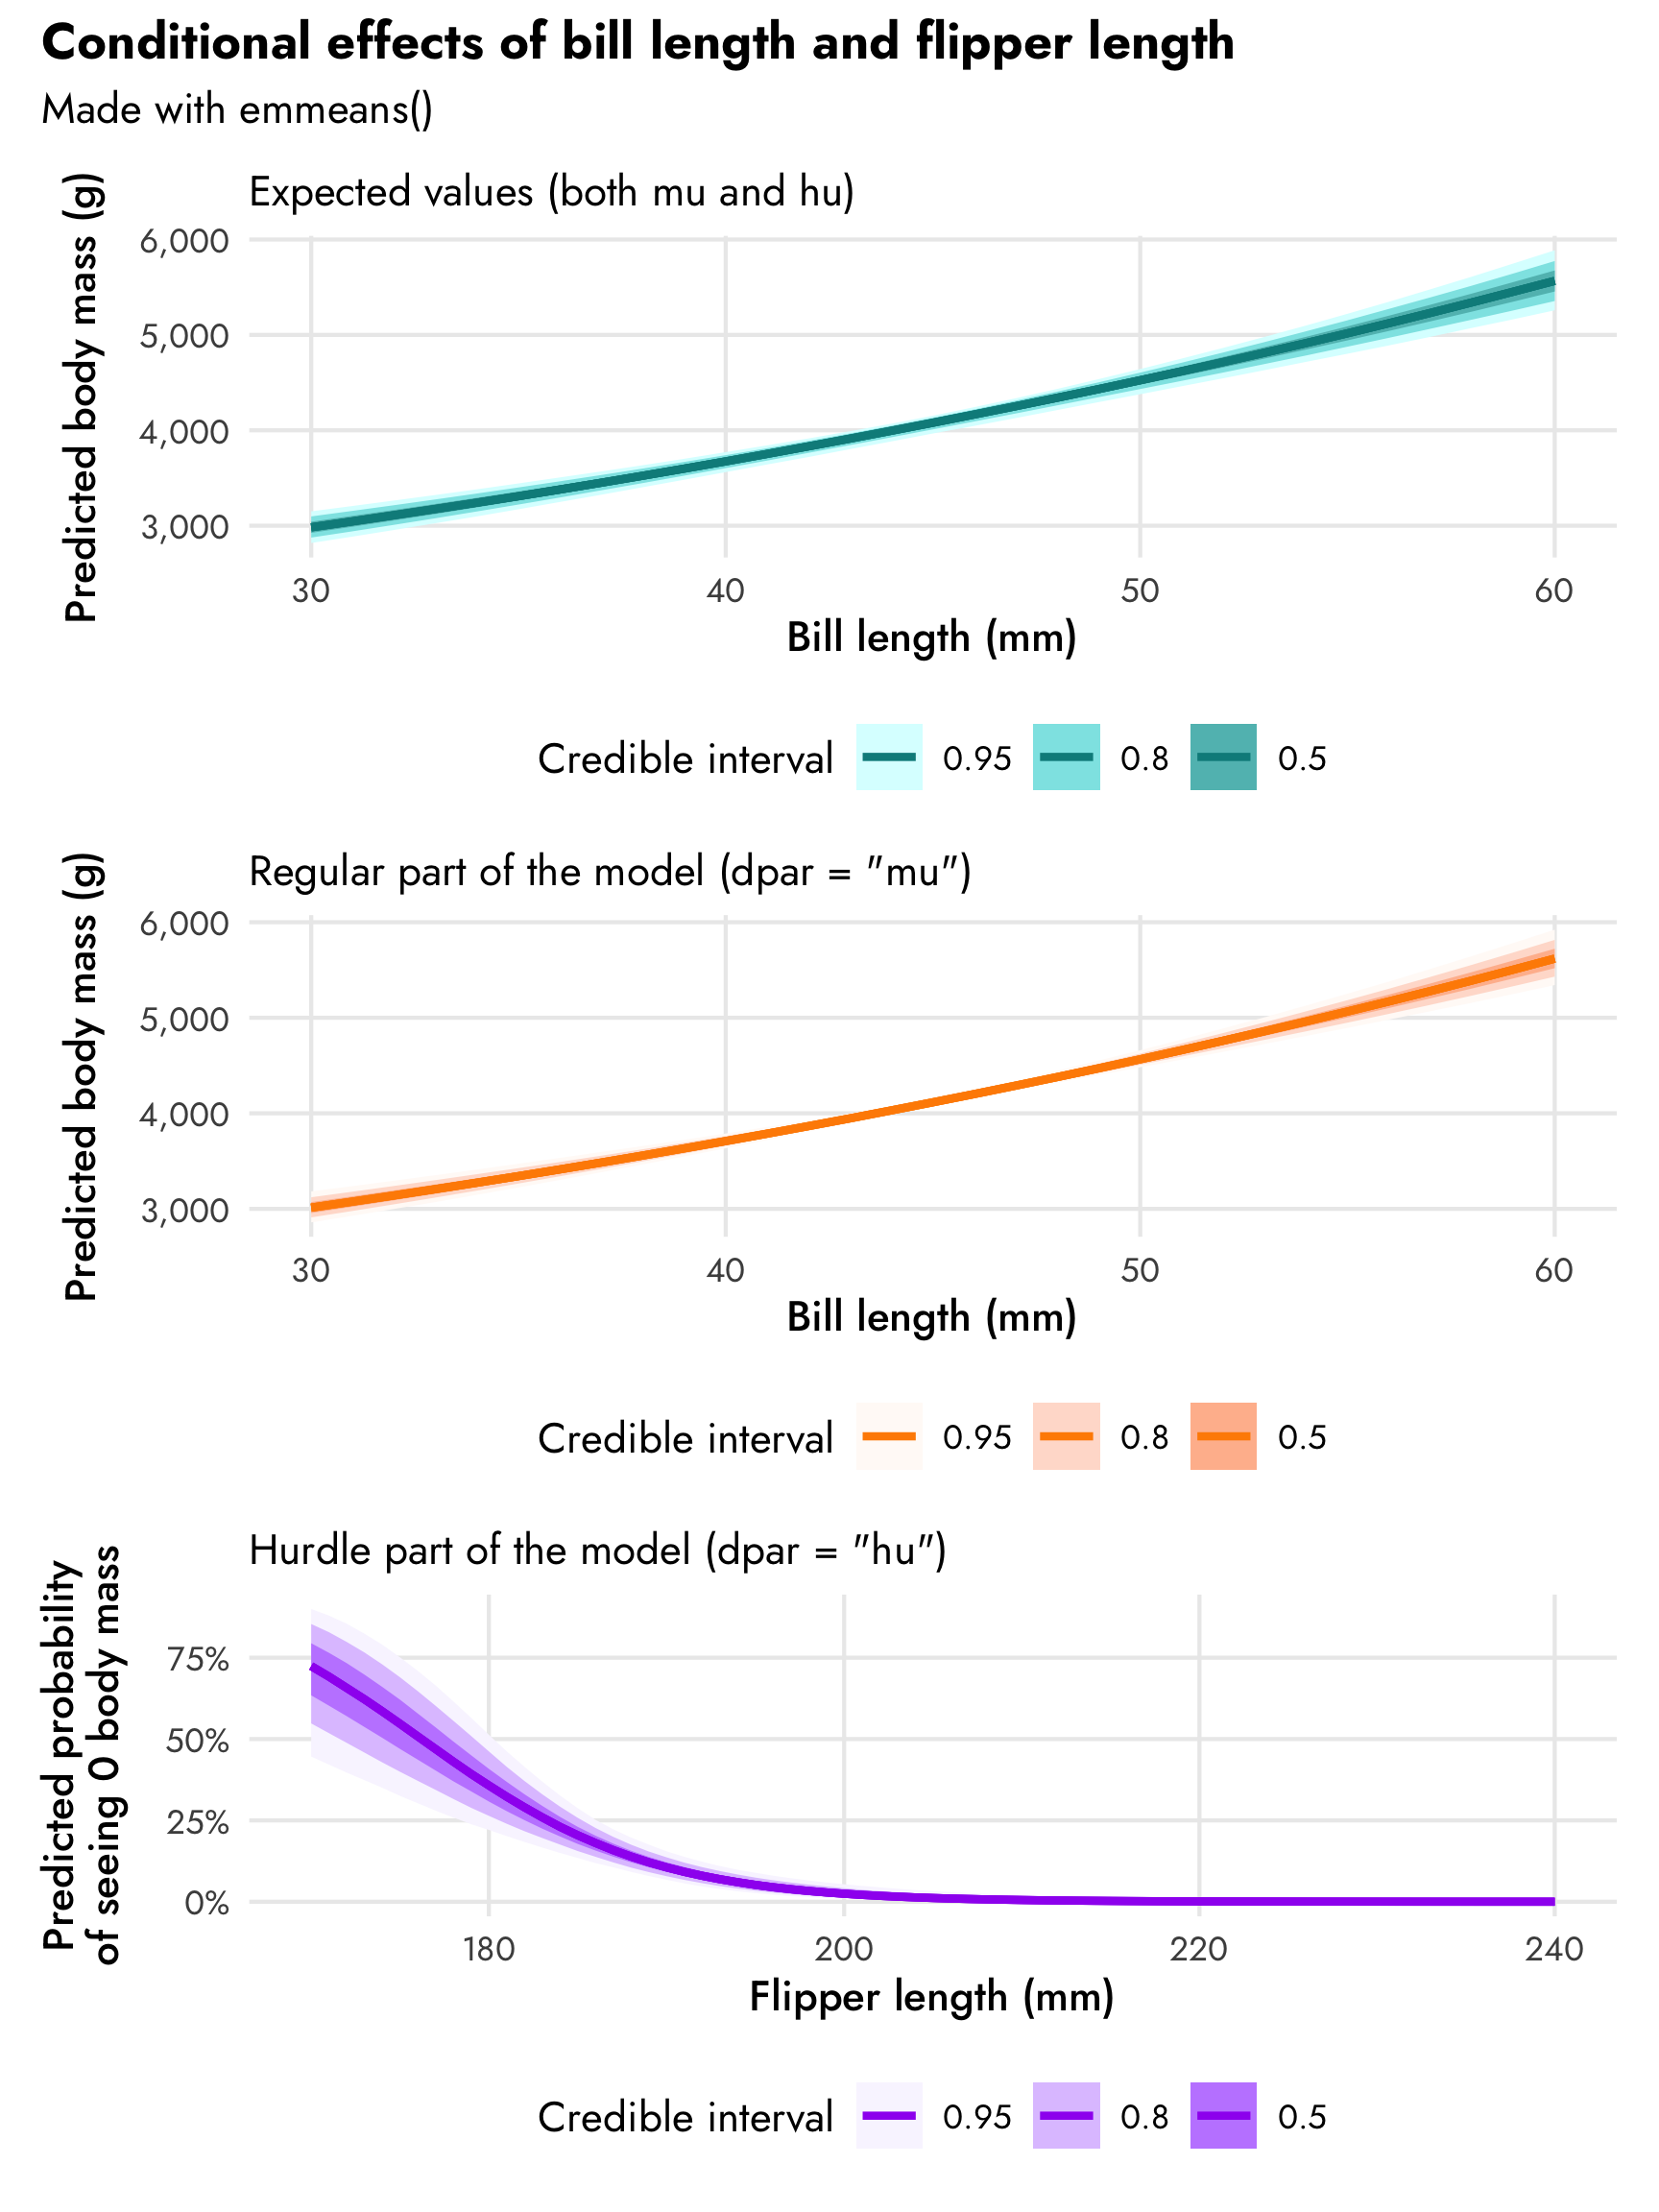 Conditional effects of bill length and flipper length
Made with emmeans()
Expected values (both mu and hu)
Predicted body mass (g)
6,000
5,000
4,000
3,000
30 40 50 60
Bill length (mm)
Credible interval 0.95 0.8 0.5
Regular part of the model (dpar = "mu")
Predicted body mass (g)
6,000
5,000
4,000
3,000
30 40 50 60
Bill length (mm)
Credible interval 0.95 0.8 0.5
Hurdle part of the model (dpar = "hu")
Predicted probability
of seeing 0 body mass
75%
50%
25%
0%
180 200 220 240
Flipper length (mm)
Credible interval 0.95 0.8 0.5